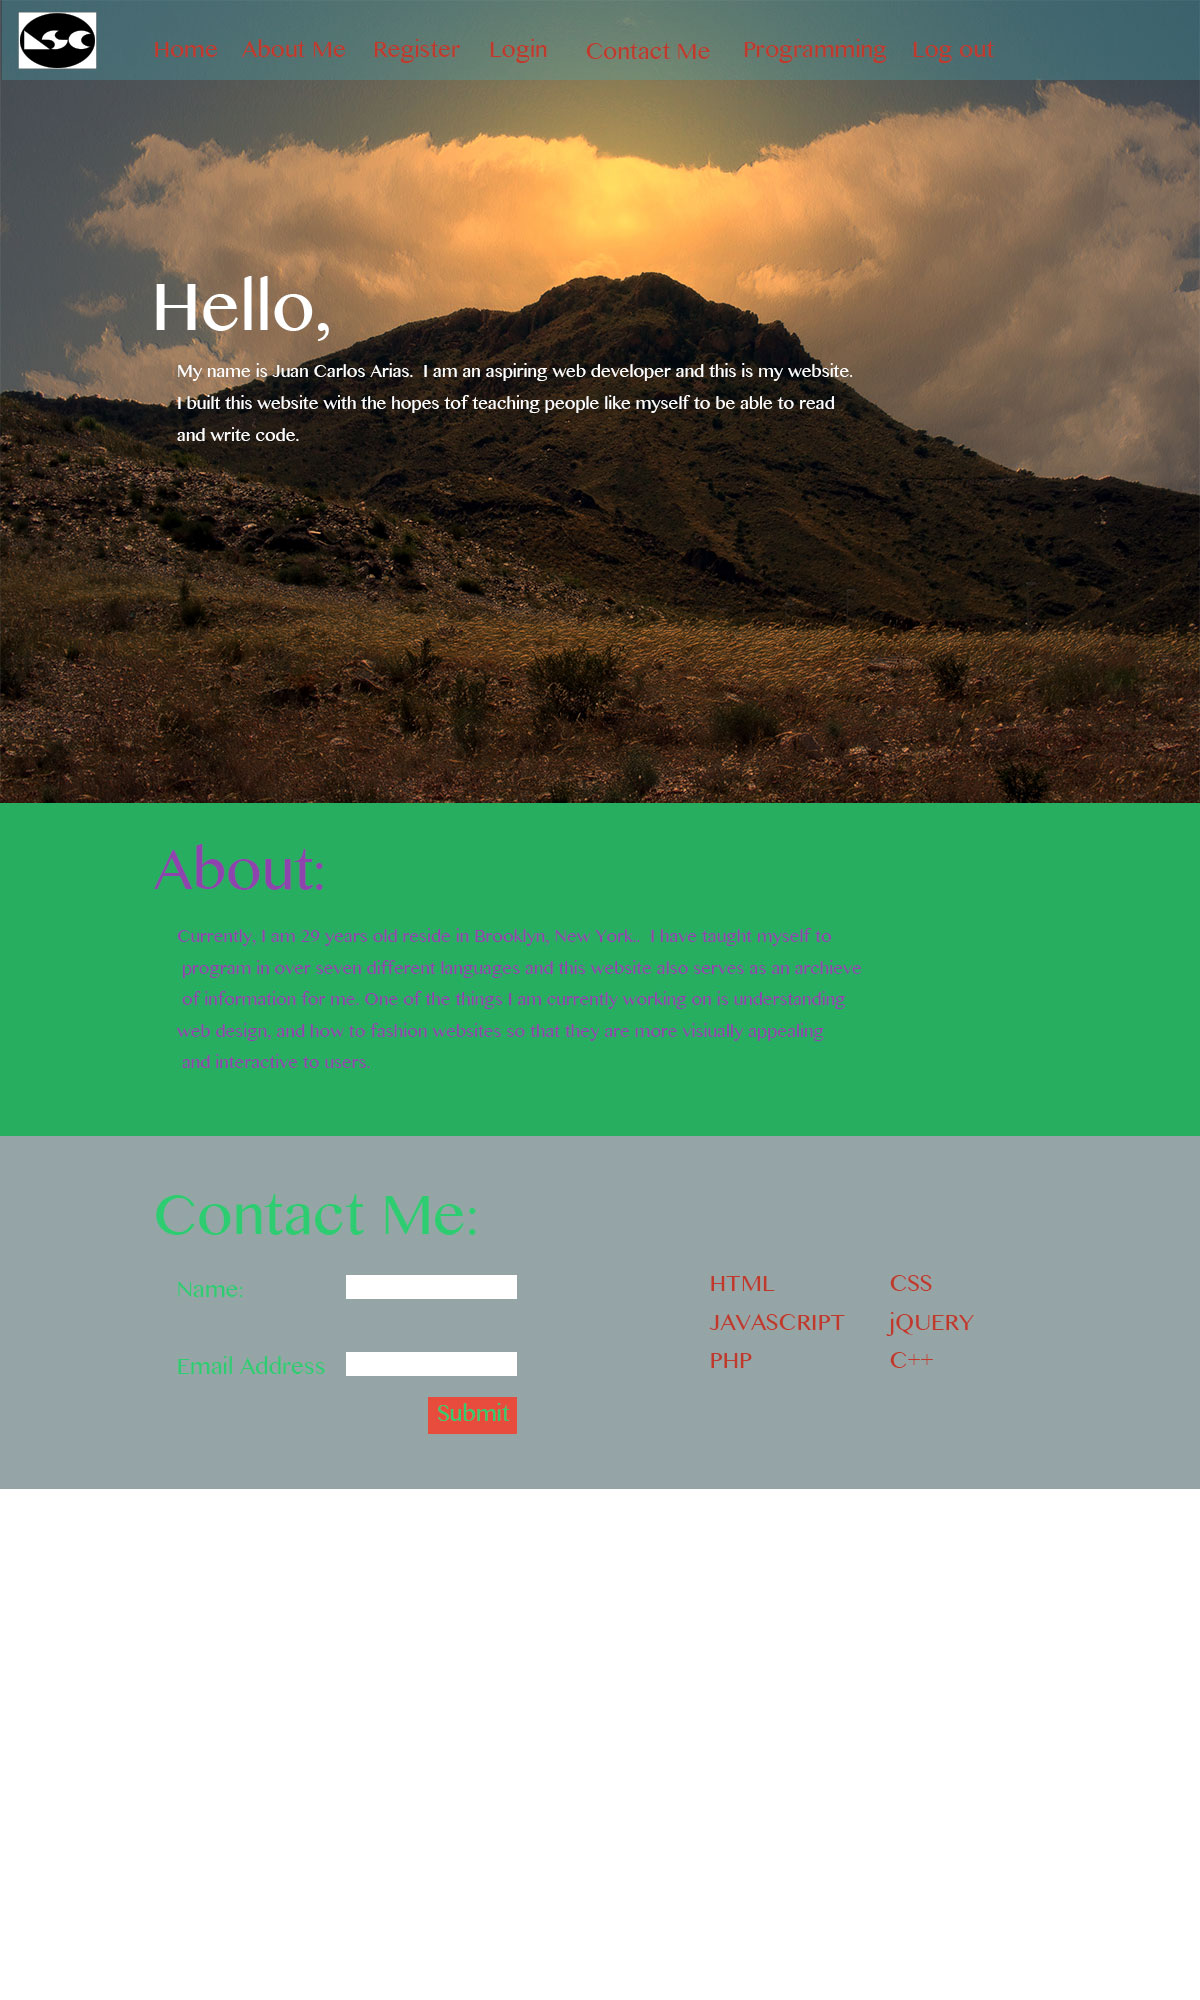 Home About Me Register Login Contact Me Programming Log out
Hello,
My name is Juan Carlos Arias. I am an aspiring web developer and this is my website.
I built this website with the hopes tof teaching people like myself to be able to read
and write code.
About:
Currently, I am 29 years old reside in Brooklyn, New York.. I have taught myself to
program in over seven different languages and this website also serves as an archieve
of information for me. One of the things I am currently working on is understanding
web design, and how to fashion websites so that they are more visiually appealing
and interactive to users.
Contact Me:
Name:
Email Address
Submit
HTML CSS
JAVASCRIPT jQUERY
PHP C++